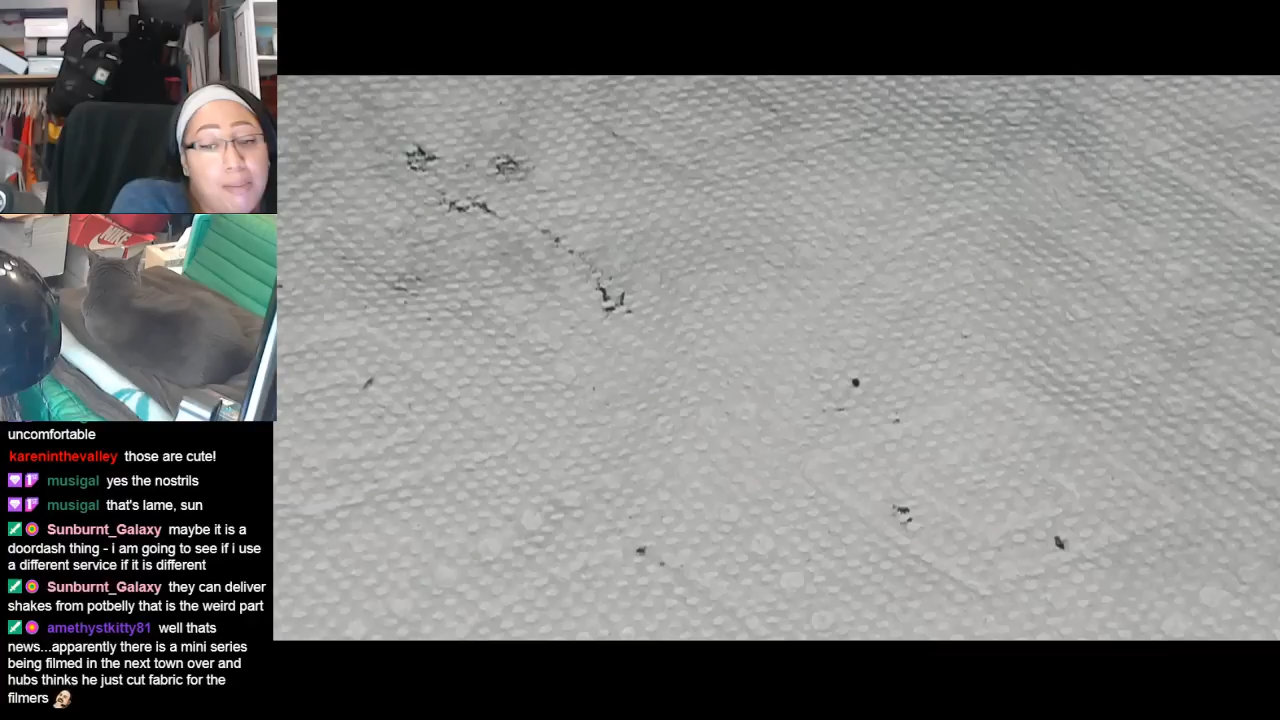 NIKE
uncomfortable
kareninthevalley those are cute!
musigal yes the nostrils
musigal that's lame, sun
Sunburnt_Galaxy maybe it is a
doordash thing - i am going to see if i use
a different service if it is different
Sunburnt_Galaxy they can deliver
shakes from potbelly that is the weird part
amethystkitty81 well thats
news...apparently there is a mini series
being filmed in the next town over and
hubs thinks he just cut fabric for the
filmers